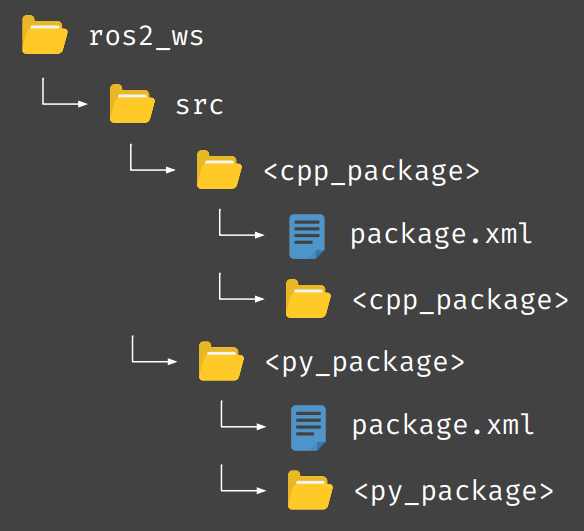 ros2_ws
src
<cpp_package>
package.xml
<cpp_package>
<py_package>
package.xml
<py_package>